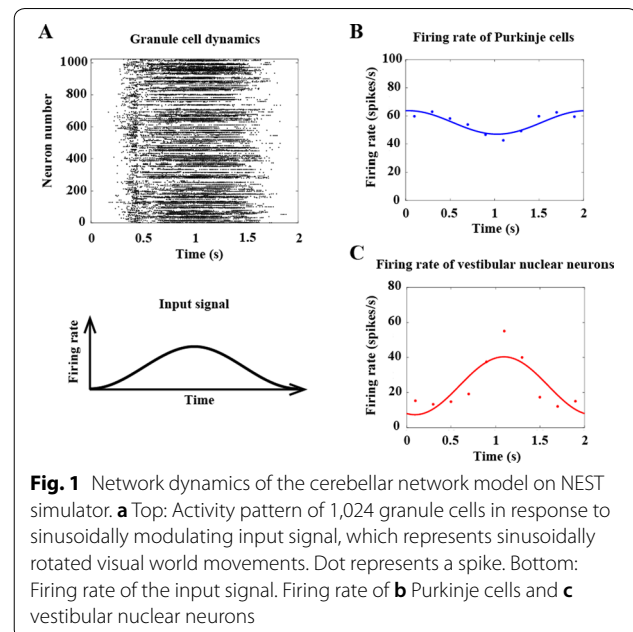 A
Granule cell dynamics
1000
800
600
400
200
0
Neuron number
0 0.5 1 1.5 2
Time (s)
Input signal
Firing rate
Time
B
Firing rate of Purkinje cells
100
80
60
40
20
0
Firing rate (spikes/s)
0 0.5 1 1.5 2
Time (s)
C
Firing rate of vestibular nuclear neurons
80
60
40
20
0
Firing rate (spikes/s)
0 0.5 1 1.5 2
Time (s)
Fig. 1 Network dynamics of the cerebellar network model on NEST
simulator. a Top: Activity pattern of 1,024 granule cells in response to
sinusoidally modulating input signal, which represents sinusoidally
rotated visual world movements. Dot represents a spike. Bottom:
Firing rate of the input signal. Firing rate of b Purkinje cells and c
vestibular nuclear neurons